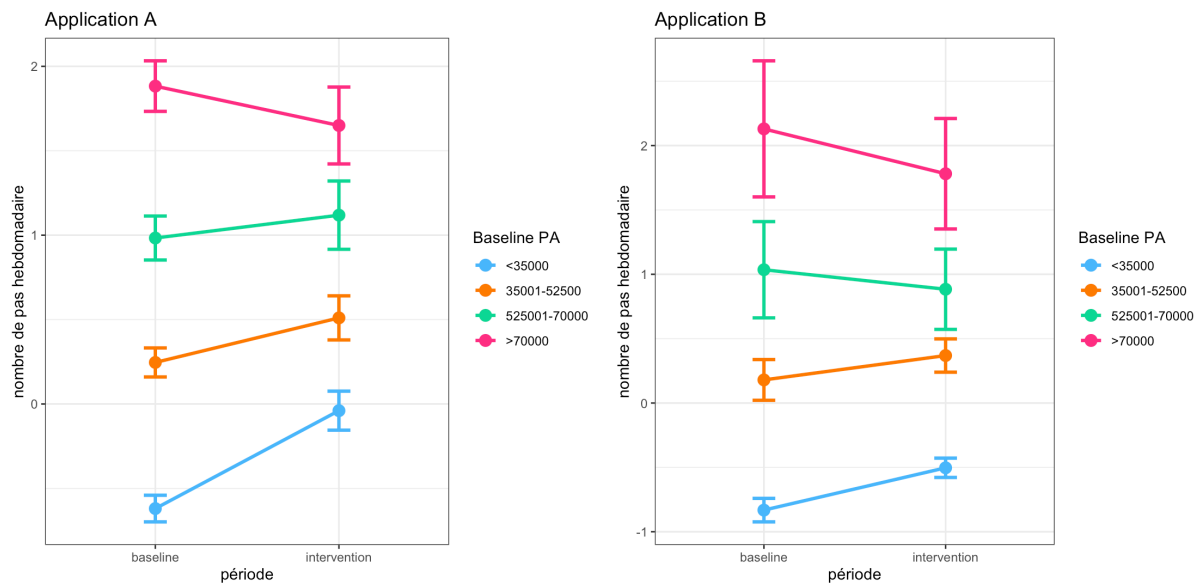 Application A
nombre de pas hebdomadaire
2
1
0
baseline
intervention
période
Baseline PA
<35000
35001-52500
525001-70000
>70000
Application B
nombre de pas hebdomadaire
2
1
0
-1
baseline
intervention
période
Baseline PA
<35000
35001-52500
525001-70000
>70000